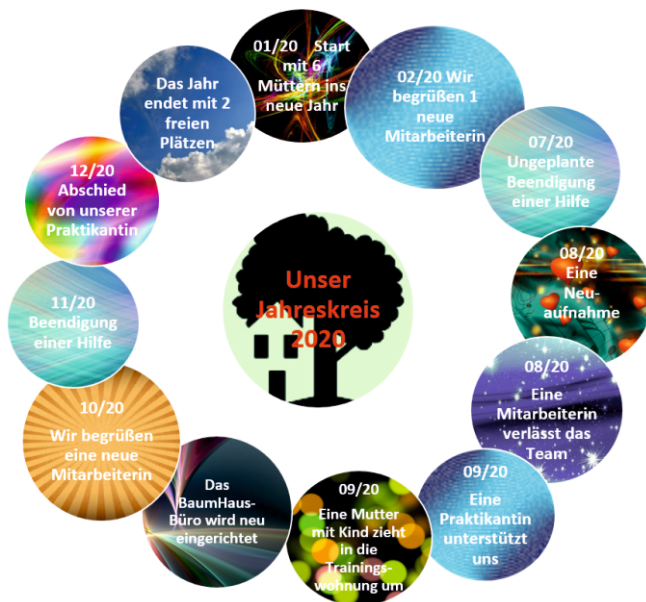 Unser
Jahreskreis
2020
01/20 Start
mit 6
Müttern ins
neue Jahr
02/20 Wir
begrüßen 1
neue
Mitarbeiterin
07/20
Ungeplante
Beendigung
einer Hilfe
08/20
Eine
Neu-
aufnahme
08/20
Eine
Mitarbeiterin
verlässt das
Team
09/20
Eine
Praktikantin
unterstützt
uns
09/20
Eine Mutter
mit Kind zieht
in die
Trainings-
wohnung um
Das
BaumHaus-
Büro wird neu
eingerichtet
10/20
Wir begrüßen
eine neue
Mitarbeiterin
11/20
Beendigung
einer Hilfe
12/20
Abschied
von unserer
Praktikantin
Das Jahr
endet mit 2
freien
Plätzen